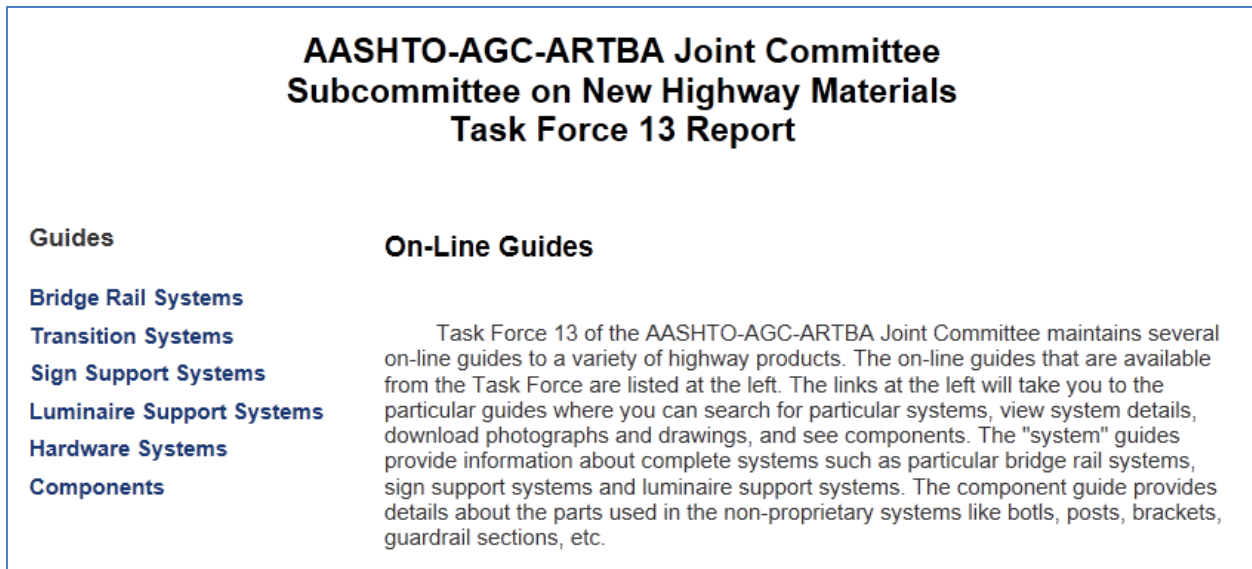 AASHTO-AGC-ARTBA Joint Committee
Subcommittee on New Highway Materials
Task Force 13 Report
Guides
Bridge Rail Systems
Transition Systems
Sign Support Systems
Luminaire Support Systems
Hardware Systems
Components
On-Line Guides
Task Force 13 of the AASHTO-AGC-ARTBA Joint Committee maintains several
on-line guides to a variety of highway products. The on-line guides that are available
from the Task Force are listed at the left. The links at the left will take you to the
particular guides where you can search for particular systems, view system details,
download photographs and drawings, and see components. The "system" guides
provide information about complete systems such as particular bridge rail systems,
sign support systems and luminaire support systems. The component guide provides
details about the parts used in the non-proprietary systems like botls, posts, brackets,
guardrail sections, etc.